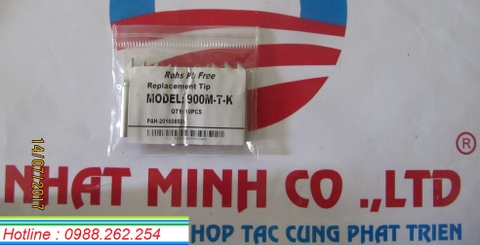 Rohs Pb Free
Replacement Tip
MODEL: 900M-T-K
QTY: 10PCS
14/07/2017
®
NHAT MINH CO .,LTD
HOP TAC CUNG PHAT TRIEN
Hotline : 0988.262.254